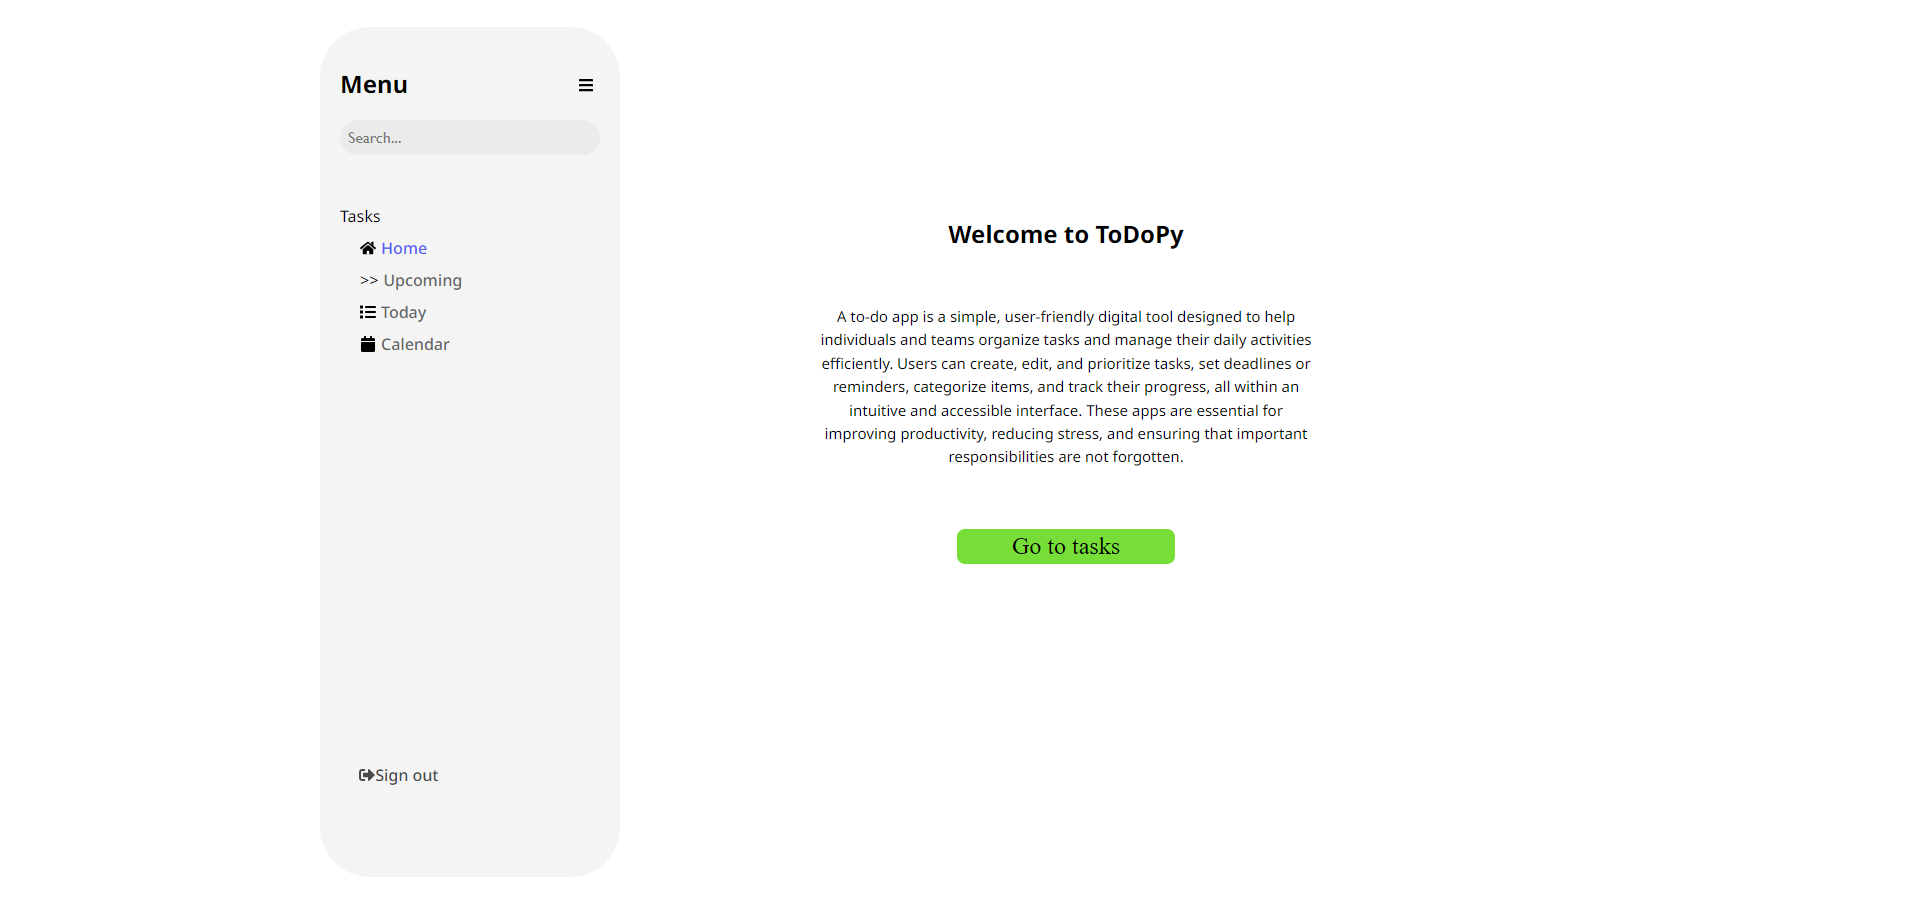 Menu
Search...
Tasks
Home
>> Upcoming
Today
Calendar
Sign out
Welcome to ToDoPy
A to-do app is a simple, user-friendly digital tool designed to help
individuals and teams organize tasks and manage their daily activities
efficiently. Users can create, edit, and prioritize tasks, set deadlines or
reminders, categorize items, and track their progress, all within an
intuitive and accessible interface. These apps are essential for
improving productivity, reducing stress, and ensuring that important
responsibilities are not forgotten.
Go to tasks